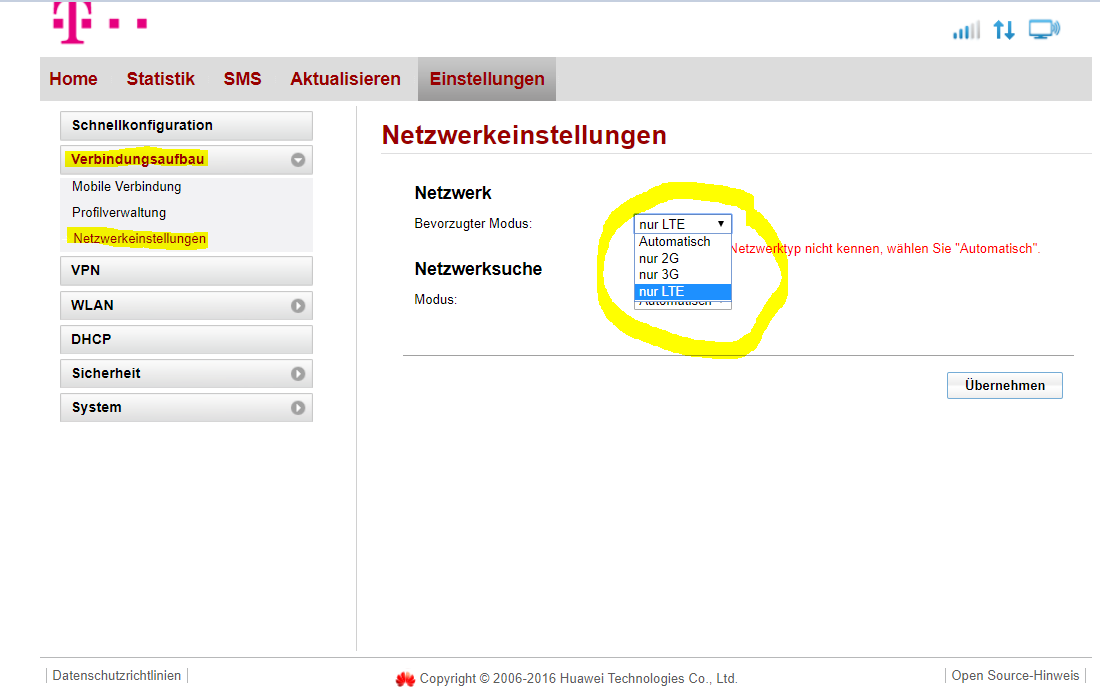 T
Home Statistik SMS Aktualisieren Einstellungen
Schnellkonfiguration
Verbindungsaufbau
Mobile Verbindung
Profilverwaltung
Netzwerkeinstellungen
VPN
WLAN
DHCP
Sicherheit
System
Netzwerkeinstellungen
Netzwerk
Bevorzugter Modus: nur LTE
Automatisch
nur 2G
nur 3G
nur LTE
Netzwerktyp nicht kennen, wählen Sie "Automatisch".
Netzwerksuche
Modus: Automatisch
Übernehmen
Datenschutzrichtlinien
Copyright © 2006-2016 Huawei Technologies Co., Ltd.
Open Source-Hinweis